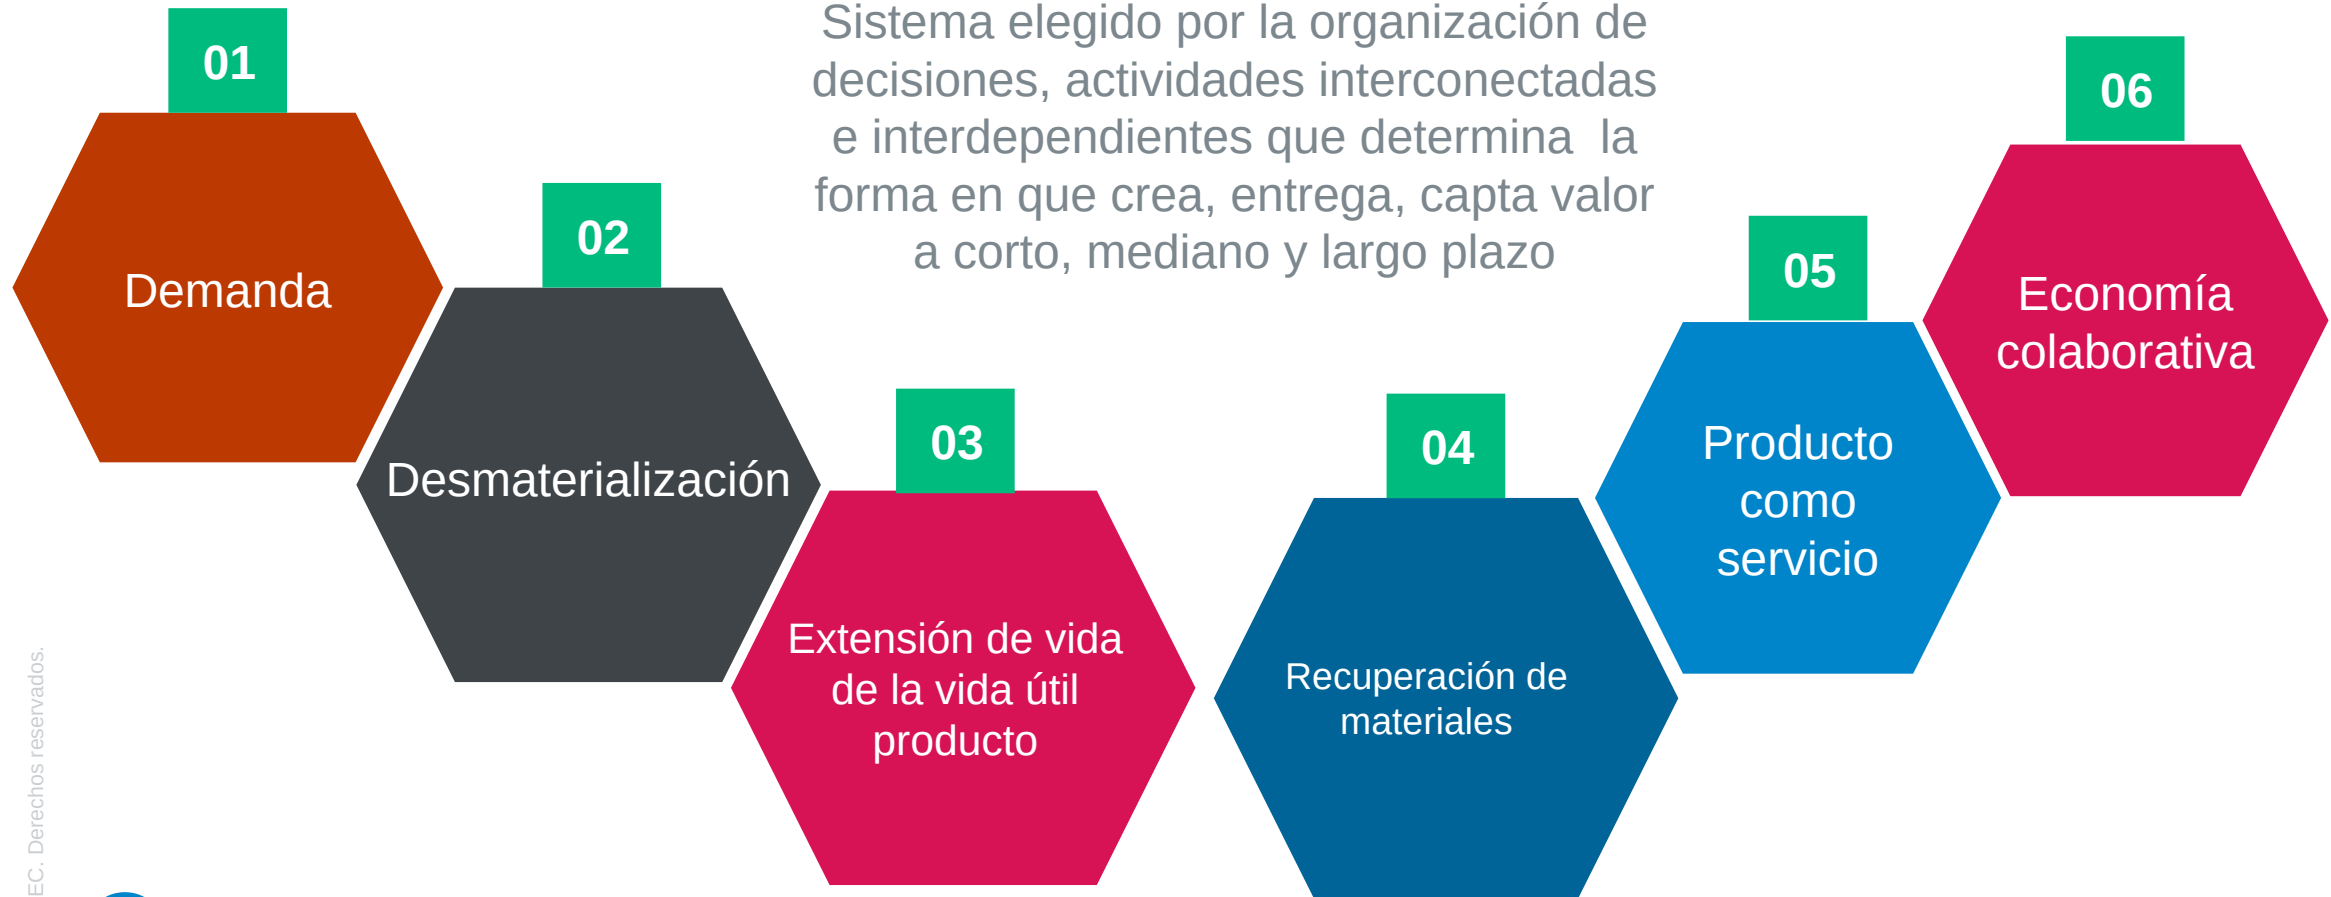 Sistema elegido por la organización de
decisiones, actividades interconectadas
e interdependientes que determina  la
forma en que crea, entrega, capta valor
a corto, mediano y largo plazo
01
Demanda
02
Desmaterialización
03
Extensión de vida
de la vida útil
producto
04
Recuperación de
materiales
05
Producto
como
servicio
06
Economía
colaborativa
EC. Derechos reservados.